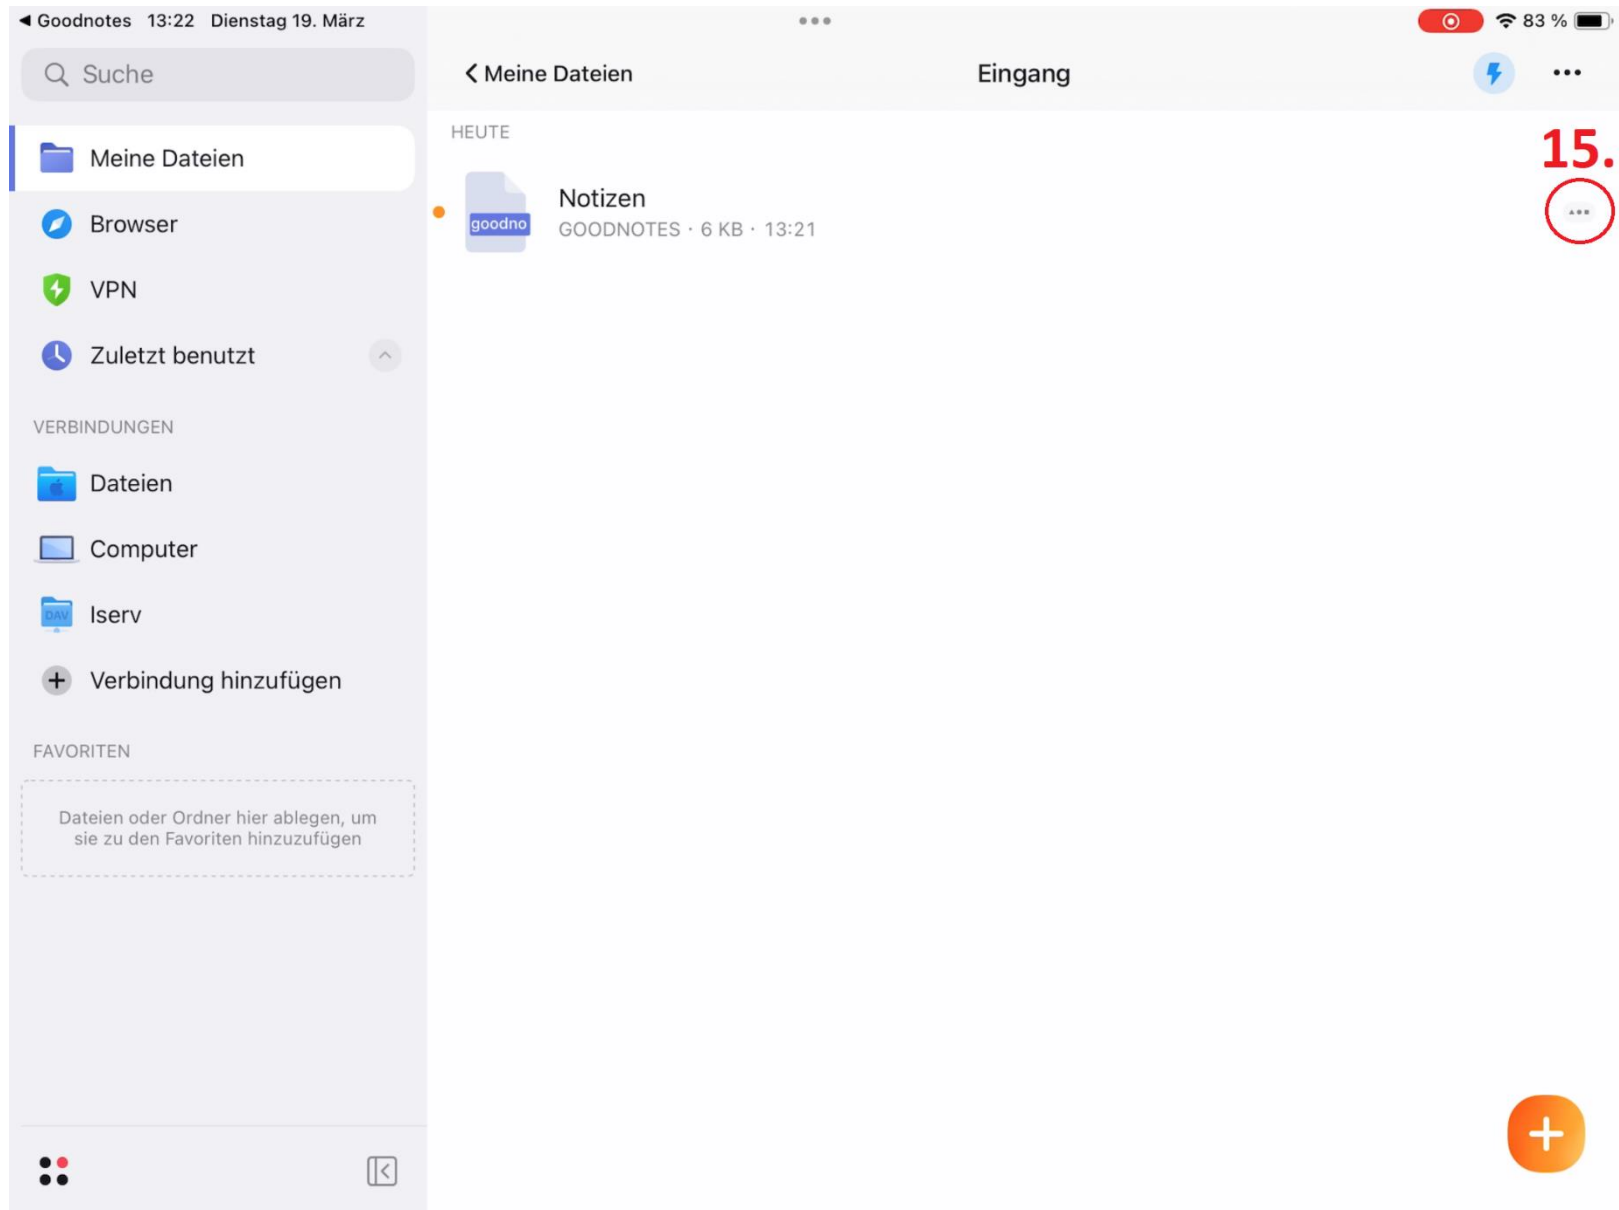 ◀ Goodnotes 13:22 Dienstag 19. März
83 %
Suche
Meine Dateien
Browser
VPN
Zuletzt benutzt
VERBINDUNGEN
Dateien
Computer
DAV
Iserv
Verbindung hinzufügen
FAVORITEN
Dateien oder Ordner hier ablegen, um
sie zu den Favoriten hinzuzufügen
Meine Dateien
Eingang
HEUTE
15.
goodno
Notizen
GOODNOTES · 6 KB · 13:21